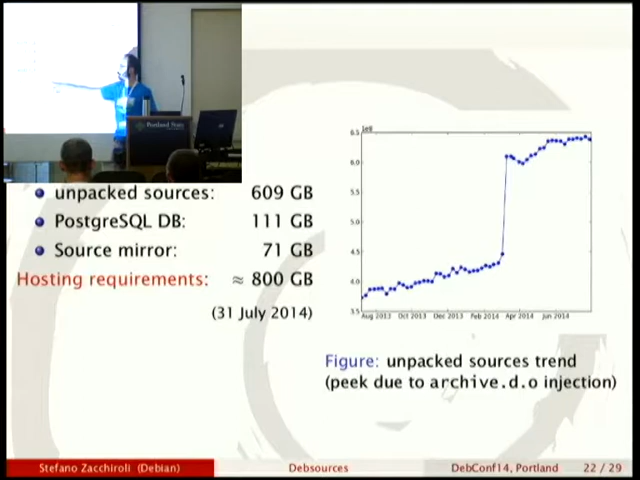 Portland State
unpacked sources: 609 GB
PostgreSQL DB: 111 GB
Source mirror: 71 GB
Hosting requirements: ≈ 800 GB
(31 July 2014)
6.5
6.0
5.5
5.0
4.5
4.0
3.5
Aug 2013 Oct 2013 Dec 2013 Feb 2014 Apr 2014 Jun 2014
Figure: unpacked sources trend
(peek due to archive.d.o injection)
Stefano Zacchiroli (Debian) Debsources DebConf14, Portland 22 / 29